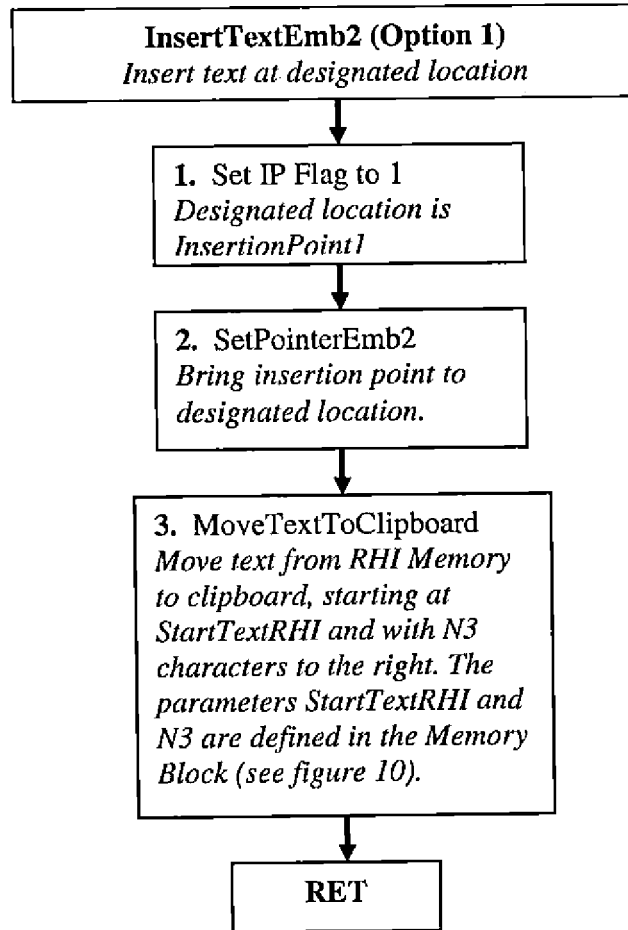 InsertTextEmb2 (Option 1)
Insert text at designated location
1. Set IP Flag to 1
Designated location is
InsertionPoint1
2. SetPointerEmb2
Bring insertion point to
designated location.
3. MoveTextToClipboard
Move text from RHI Memory
to clipboard, starting at
StartTextRHI and with N3
characters to the right. The
parameters StartTextRHI and
N3 are defined in the Memory
Block (see figure 10).
RET